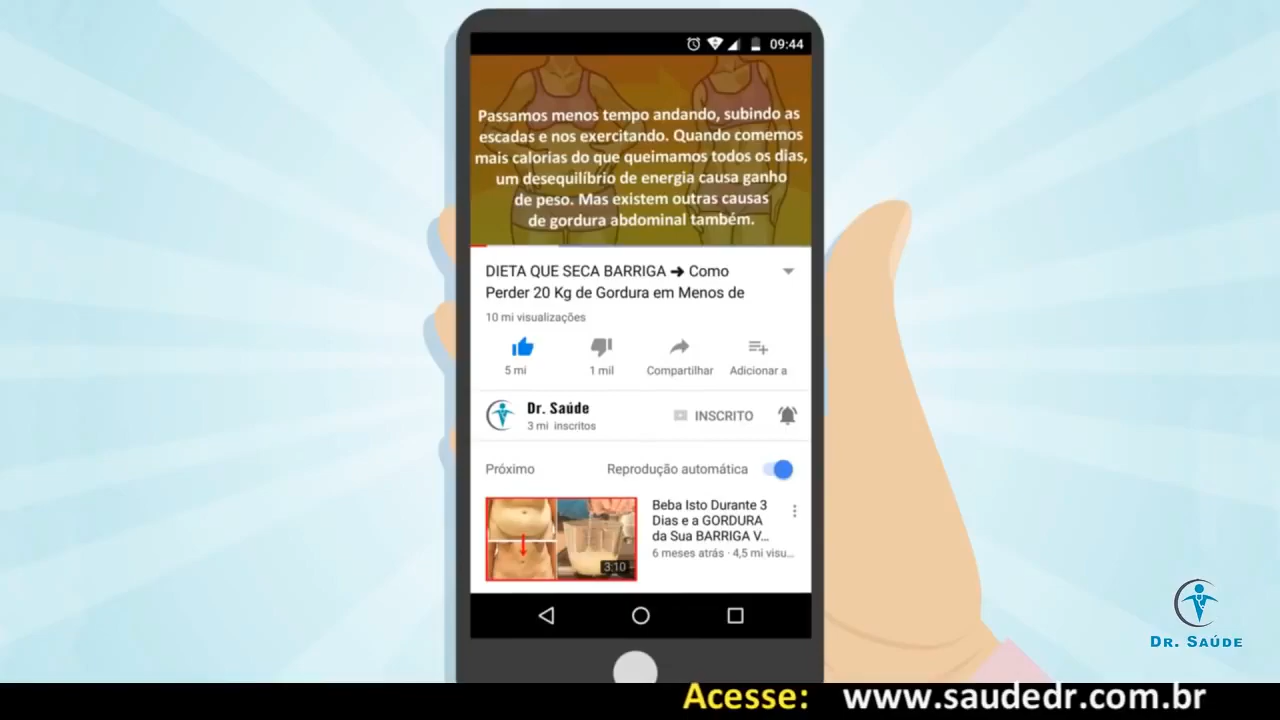 09:44
Passamos menos tempo andando, subindo as
escadas e nos exercitando. Quando comemos
mais calorias do que queimamos todos os dias,
um desequilíbrio de energia causa ganho
de peso. Mas existem outras causas
de gordura abdominal também.
DIETA QUE SECA BARRIGA ➜ Como
Perder 20 Kg de Gordura em Menos de
10 mi visualizações
5 mi 1 mil Compartilhar Adicionar a
Dr. Saúde
3 mi inscritos
INSCRITO
Próximo Reprodução automática
Beba Isto Durante 3
Dias e a GORDURA
da Sua BARRIGA V...
6 meses atrás · 4,5 mi visu...
3:10
DR. SAÚDE
Acesse: www.saudedr.com.br